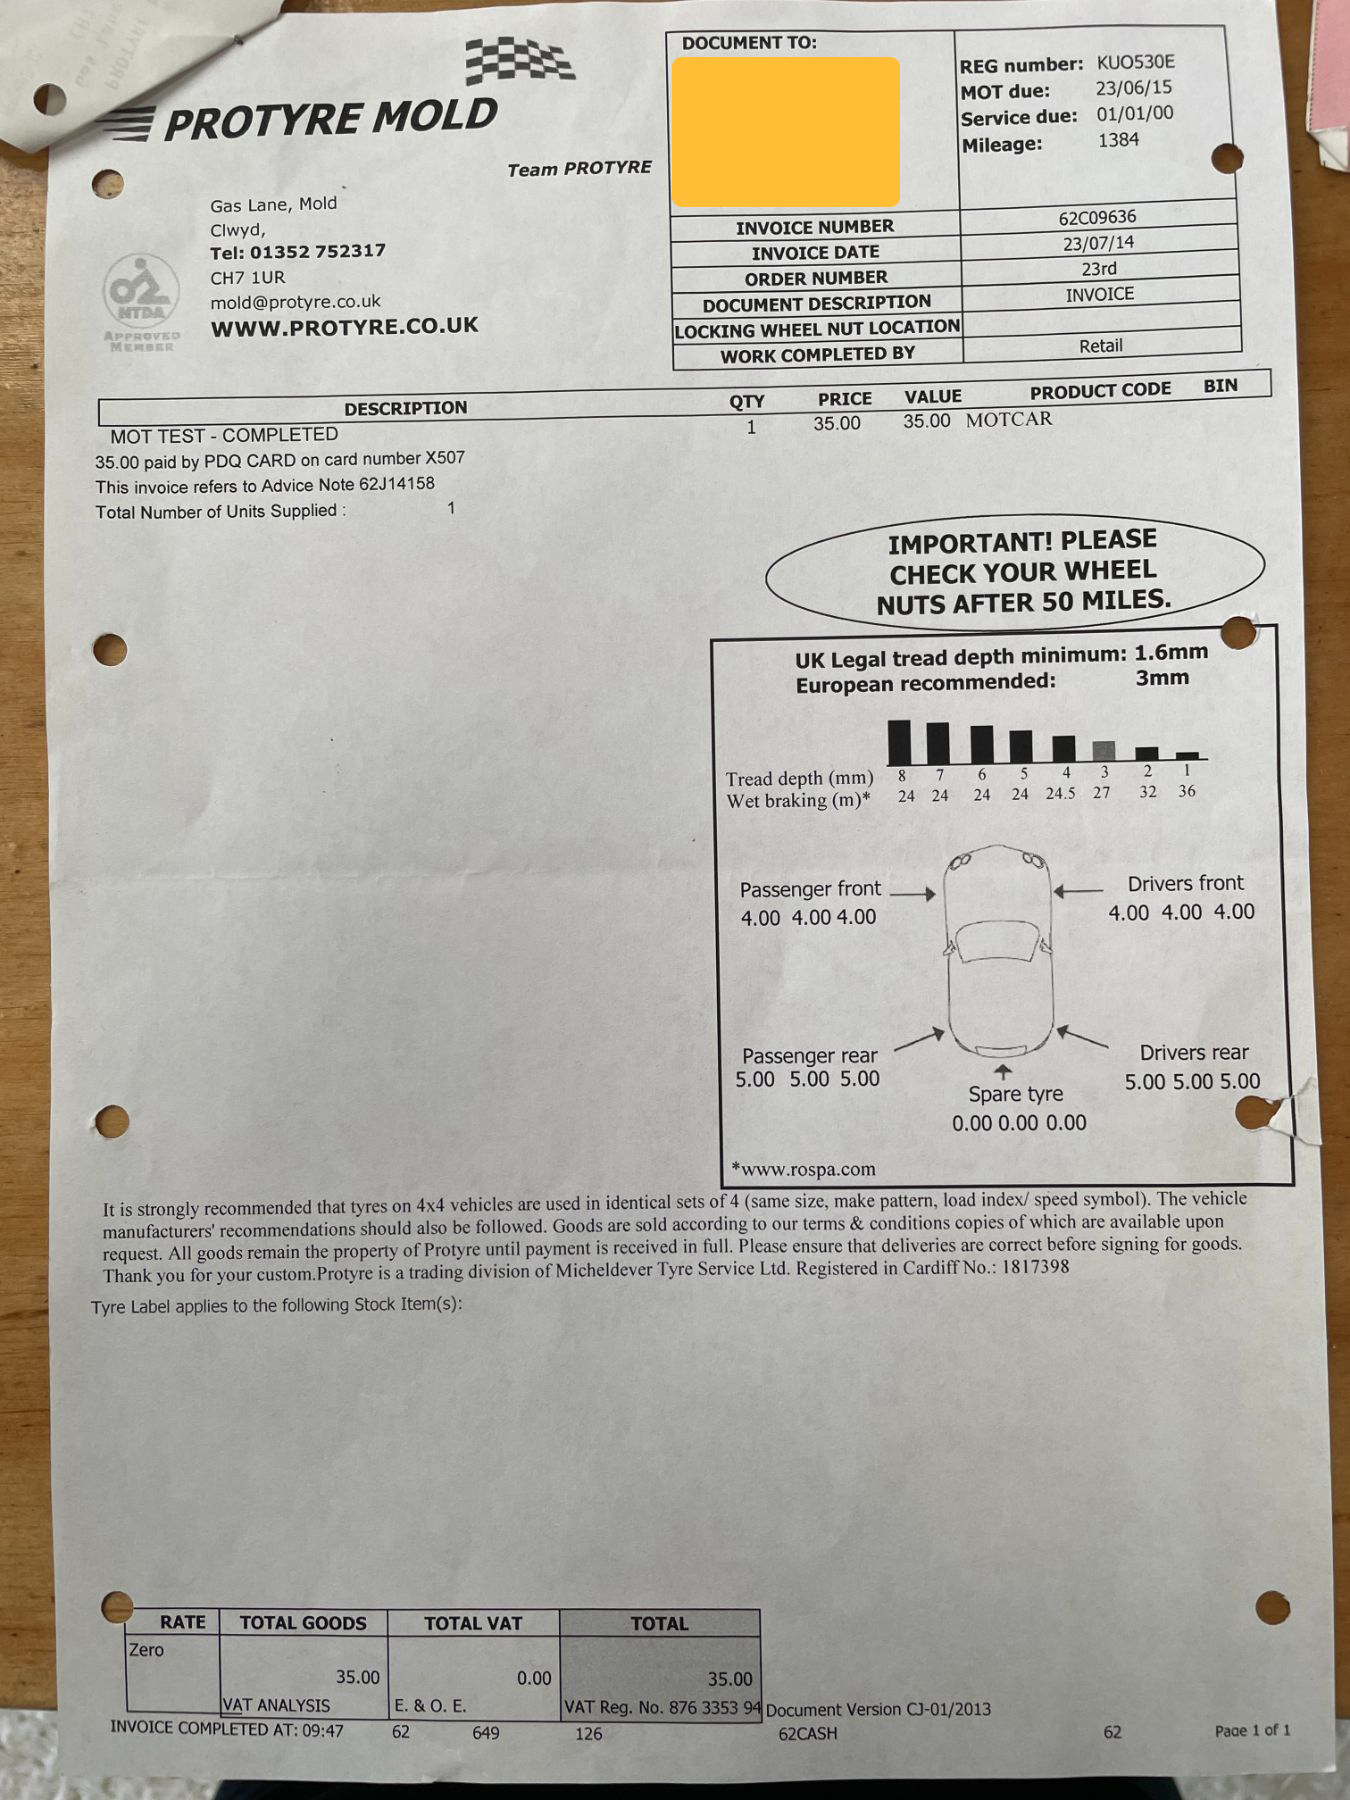 PROTYRE MOLD
Team PROTYRE
Gas Lane, Mold
Clwyd,
Tel: 01352 752317
CH7 1UR
mold@protyre.co.uk
WWW.PROTYRE.CO.UK
NTDA
APPROVED
MEMBER
DOCUMENT TO:
REG number: KUO530E
MOT due: 23/06/15
Service due: 01/01/00
Mileage: 1384
INVOICE NUMBER 62C09636
INVOICE DATE 23/07/14
ORDER NUMBER 23rd
DOCUMENT DESCRIPTION INVOICE
LOCKING WHEEL NUT LOCATION
WORK COMPLETED BY Retail
DESCRIPTION QTY PRICE VALUE PRODUCT CODE BIN
MOT TEST - COMPLETED 1 35.00 35.00 MOTCAR
35.00 paid by PDQ CARD on card number X507
This invoice refers to Advice Note 62J14158
Total Number of Units Supplied : 1
IMPORTANT! PLEASE
CHECK YOUR WHEEL
NUTS AFTER 50 MILES.
UK Legal tread depth minimum: 1.6mm
European recommended: 3mm
Tread depth (mm) 8 7 6 5 4 3 2 1
Wet braking (m)* 24 24 24 24 24.5 27 32 36
Passenger front Drivers front
4.00 4.00 4.00 4.00 4.00 4.00
Passenger rear Drivers rear
5.00 5.00 5.00 5.00 5.00 5.00
Spare tyre
0.00 0.00 0.00
*www.rospa.com
It is strongly recommended that tyres on 4x4 vehicles are used in identical sets of 4 (same size, make pattern, load index/ speed symbol). The vehicle
manufacturers' recommendations should also be followed. Goods are sold according to our terms & conditions copies of which are available upon
request. All goods remain the property of Protyre until payment is received in full. Please ensure that deliveries are correct before signing for goods.
Thank you for your custom.Protyre is a trading division of Micheldever Tyre Service Ltd. Registered in Cardiff No.: 1817398
Tyre Label applies to the following Stock Item(s):
RATE TOTAL GOODS TOTAL VAT TOTAL
Zero
35.00 0.00 35.00
VAT ANALYSIS E. & O. E. VAT Reg. No. 876 3353 94 Document Version CJ-01/2013
INVOICE COMPLETED AT: 09:47 62 649 126 62CASH 62 Page 1 of 1